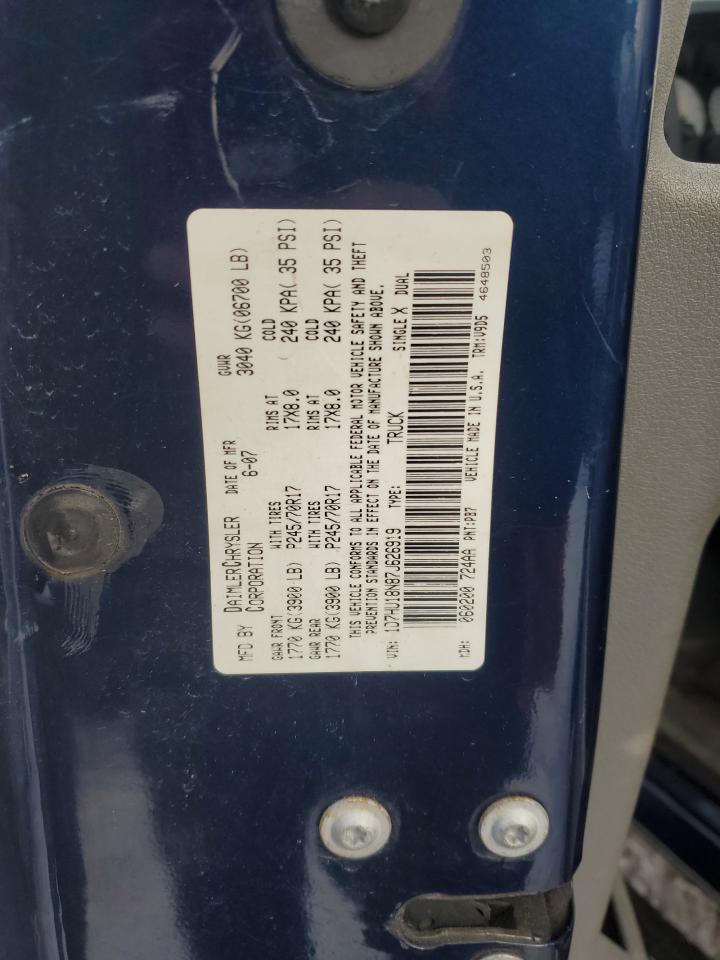 MFD BY DAIMLERCHRYSLER CORPORATION DATE OF MFR 6-07 GVWR 3040 KG(06700 LB)
GAWR FRONT WITH TIRES RIMS AT COLD
1770 KG(3900 LB) P245/70R17 17X8.0 240 KPA( 35 PSI)
GAWR REAR WITH TIRES RIMS AT COLD
1770 KG(3900 LB) P245/70R17 17X8.0 240 KPA( 35 PSI)
THIS VEHICLE CONFORMS TO ALL APPLICABLE FEDERAL MOTOR VEHICLE SAFETY AND THEFT
PREVENTION STANDARDS IN EFFECT ON THE DATE OF MANUFACTURE SHOWN ABOVE.
VIN: 1D7HU18N87J626919 TYPE: TRUCK SINGLE X DUAL
MDH: 060200 724AA PNT:PB7 VEHICLE MADE IN U.S.A. TRM:V9D5
4648503